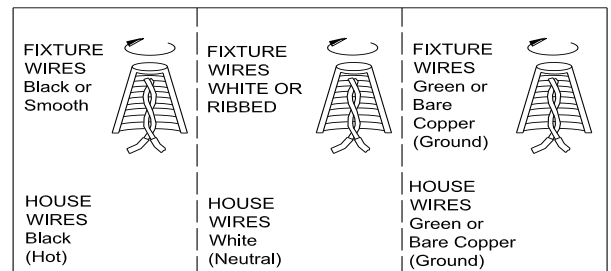 FIXTURE
WIRES
Black or
Smooth
HOUSE
WIRES
Black
(Hot)
FIXTURE
WIRES
WHITE OR
RIBBED
HOUSE
WIRES
White
(Neutral)
FIXTURE
WIRES
Green or
Bare
Copper
(Ground)
HOUSE
WIRES
Green or
Bare Copper
(Ground)